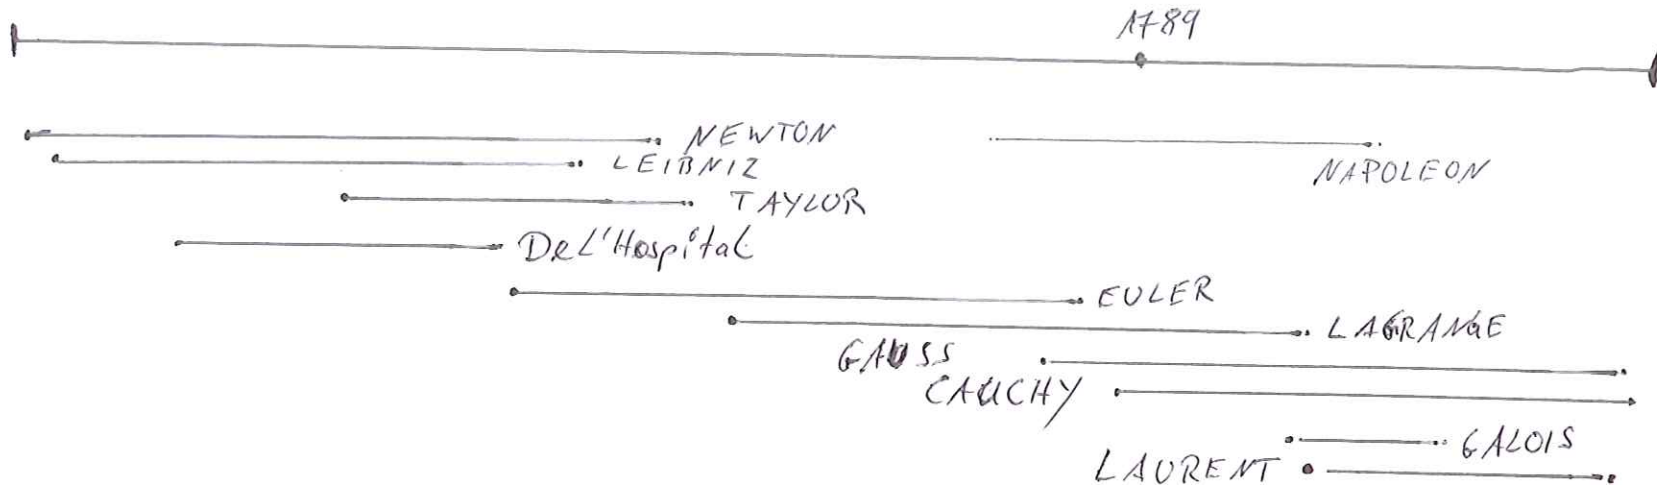 1789
NEWTON
LEIBNIZ
NAPOLEON
TAYLOR
De L'Hospital
EULER
LAGRANGE
GAUSS
CAUCHY
GALOIS
LAURENT